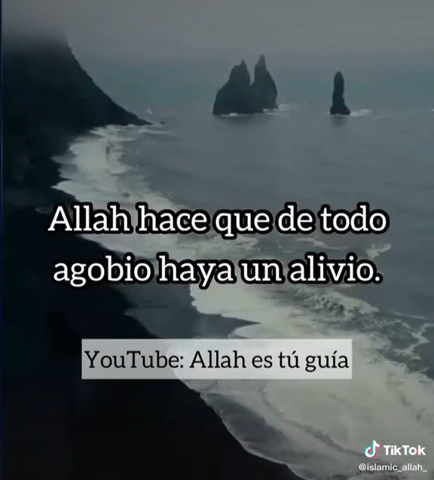 Allah hace que de todo
agobio haya un alivio.
YouTube: Allah es tú guía
TikTok
@islamic_allah_